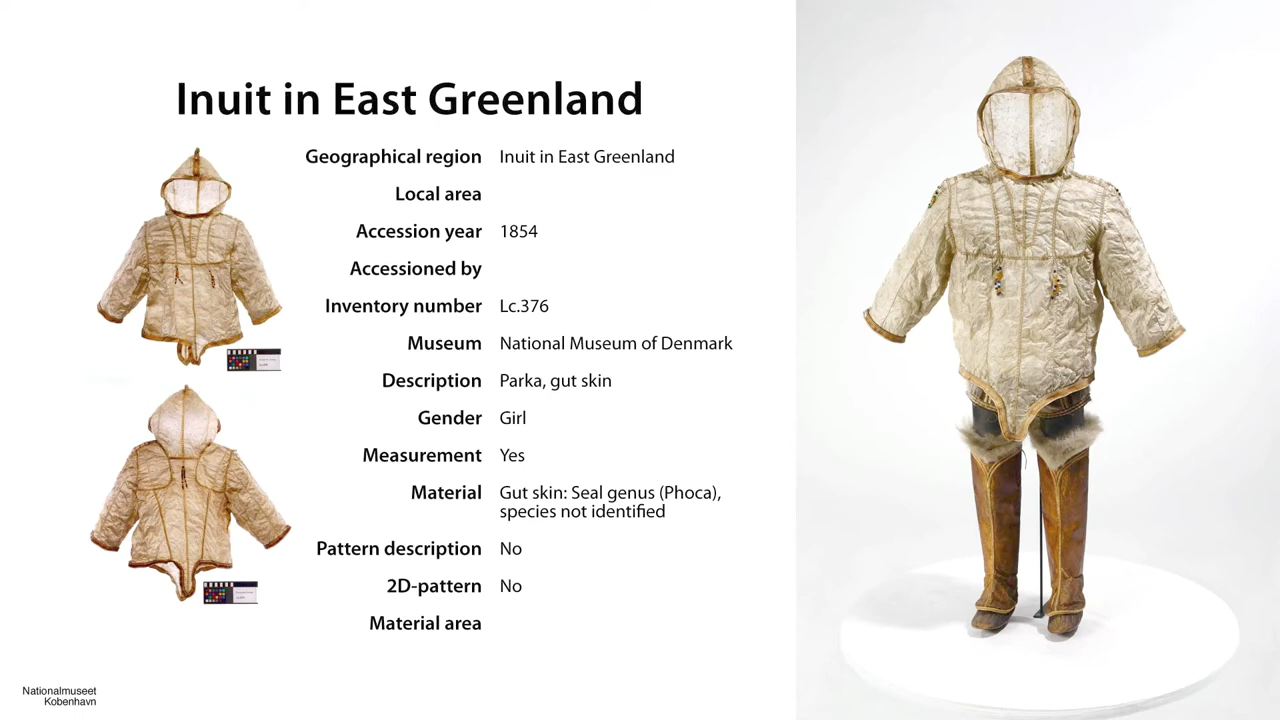 Inuit in East Greenland
Geographical region Inuit in East Greenland
Local area
Accession year 1854
Accessioned by
Inventory number Lc.376
Museum National Museum of Denmark
Description Parka, gut skin
Gender Girl
Measurement Yes
Material Gut skin: Seal genus (Phoca),
species not identified
Pattern description No
2D-pattern No
Material area
Nationalmuseet
Kobenhavn